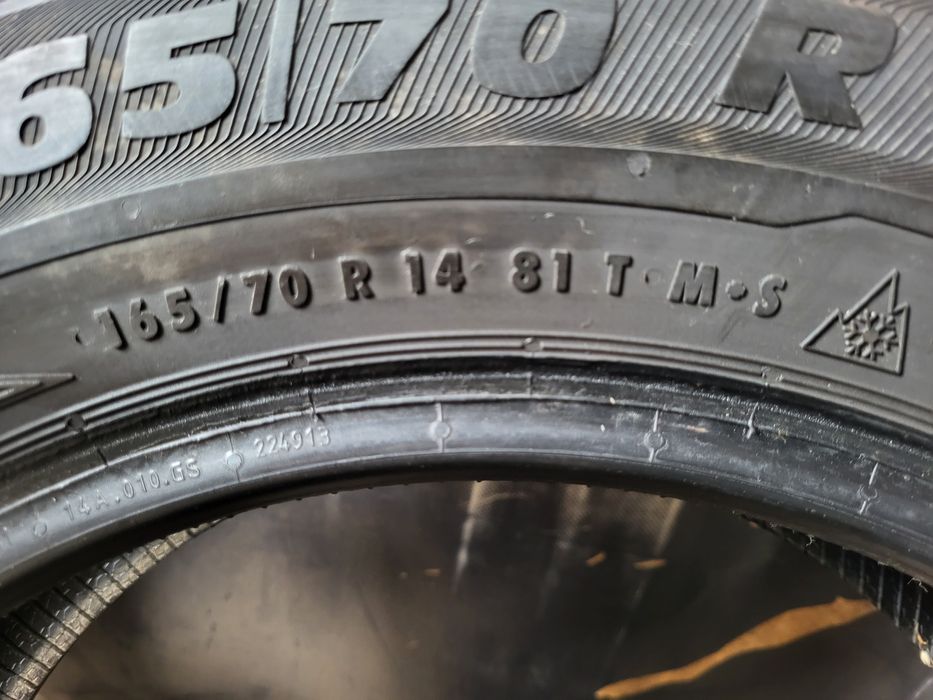 65/70 R
165/70 R 14 81 T·M•S
14A.010.GS 224913